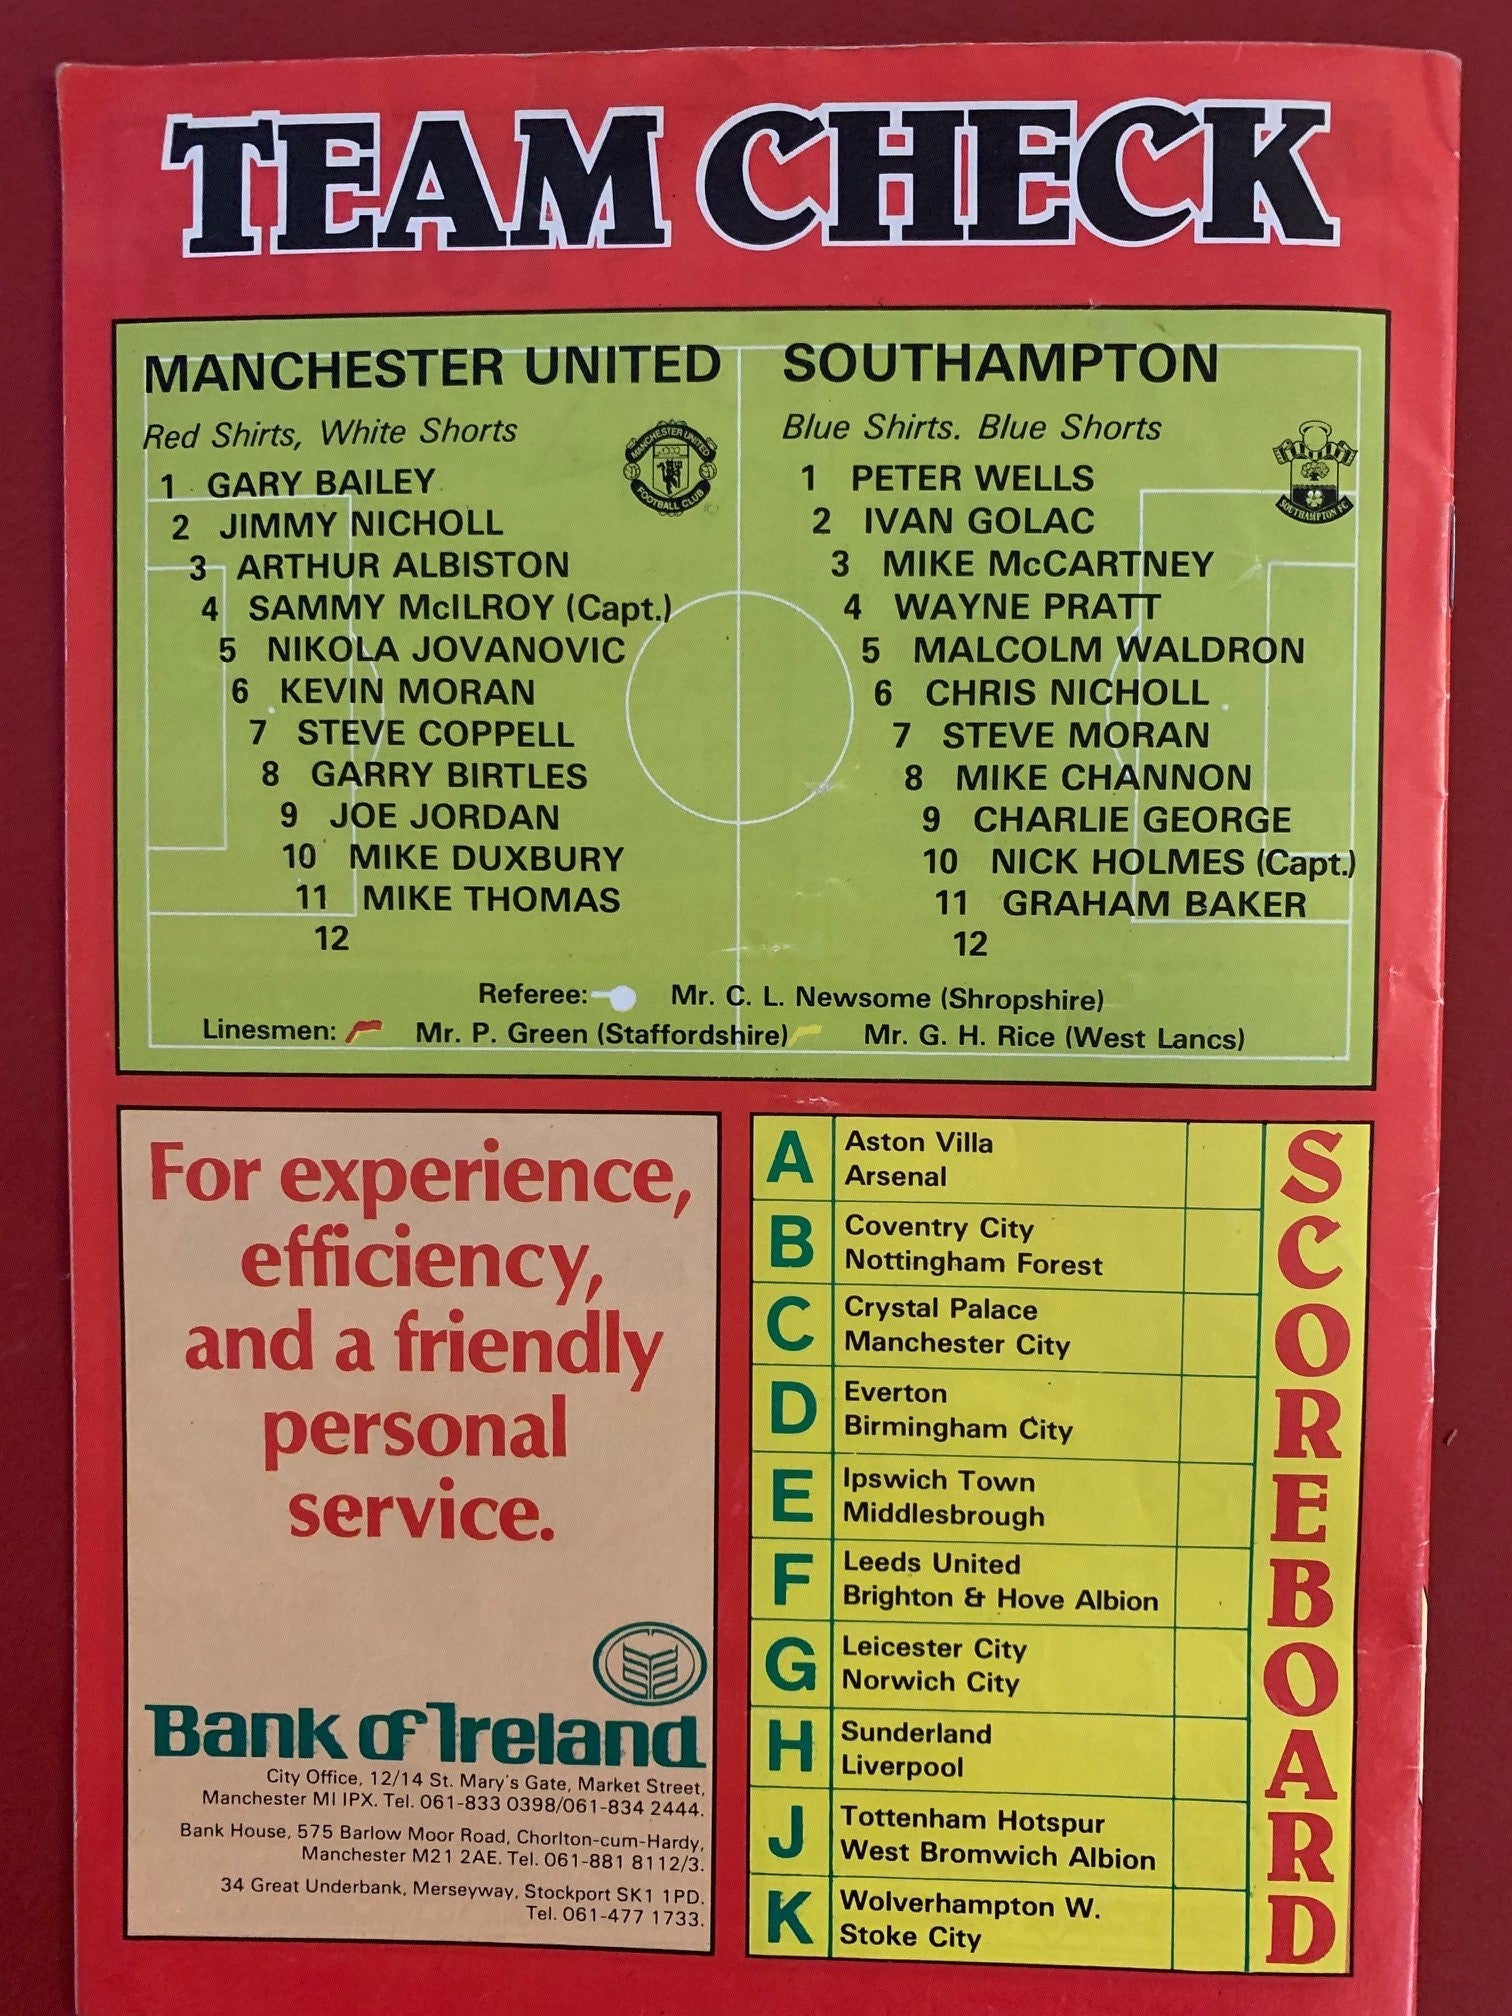 TEAM CHECK
MANCHESTER UNITED
Red Shirts, White Shorts
MANCHESTER UNITED
FOOTBALL CLUB
1 GARY BAILEY
2 JIMMY NICHOLL
3 ARTHUR ALBISTON
4 SAMMY McILROY (Capt.)
5 NIKOLA JOVANOVIC
6 KEVIN MORAN
7 STEVE COPPELL
8 GARRY BIRTLES
9 JOE JORDAN
10 MIKE DUXBURY
11 MIKE THOMAS
12
SOUTHAMPTON
Blue Shirts. Blue Shorts
SOUTHAMPTON FC
1 PETER WELLS
2 IVAN GOLAC
3 MIKE McCARTNEY
4 WAYNE PRATT
5 MALCOLM WALDRON
6 CHRIS NICHOLL
7 STEVE MORAN
8 MIKE CHANNON
9 CHARLIE GEORGE
10 NICK HOLMES (Capt.)
11 GRAHAM BAKER
12
Referee: Mr. C. L. Newsome (Shropshire)
Linesmen: Mr. P. Green (Staffordshire) Mr. G. H. Rice (West Lancs)
For experience,
efficiency,
and a friendly
personal
service.
Bank of Ireland
City Office, 12/14 St. Mary's Gate, Market Street,
Manchester MI IPX. Tel. 061-833 0398/061-834 2444.
Bank House, 575 Barlow Moor Road, Chorlton-cum-Hardy,
Manchester M21 2AE. Tel. 061-881 8112/3.
34 Great Underbank, Merseyway, Stockport SK1 1PD.
Tel. 061-477 1733.
A Aston Villa
Arsenal
B Coventry City
Nottingham Forest
C Crystal Palace
Manchester City
D Everton
Birmingham City
E Ipswich Town
Middlesbrough
F Leeds United
Brighton & Hove Albion
G Leicester City
Norwich City
H Sunderland
Liverpool
J Tottenham Hotspur
West Bromwich Albion
K Wolverhampton W.
Stoke City
SCOREBOARD